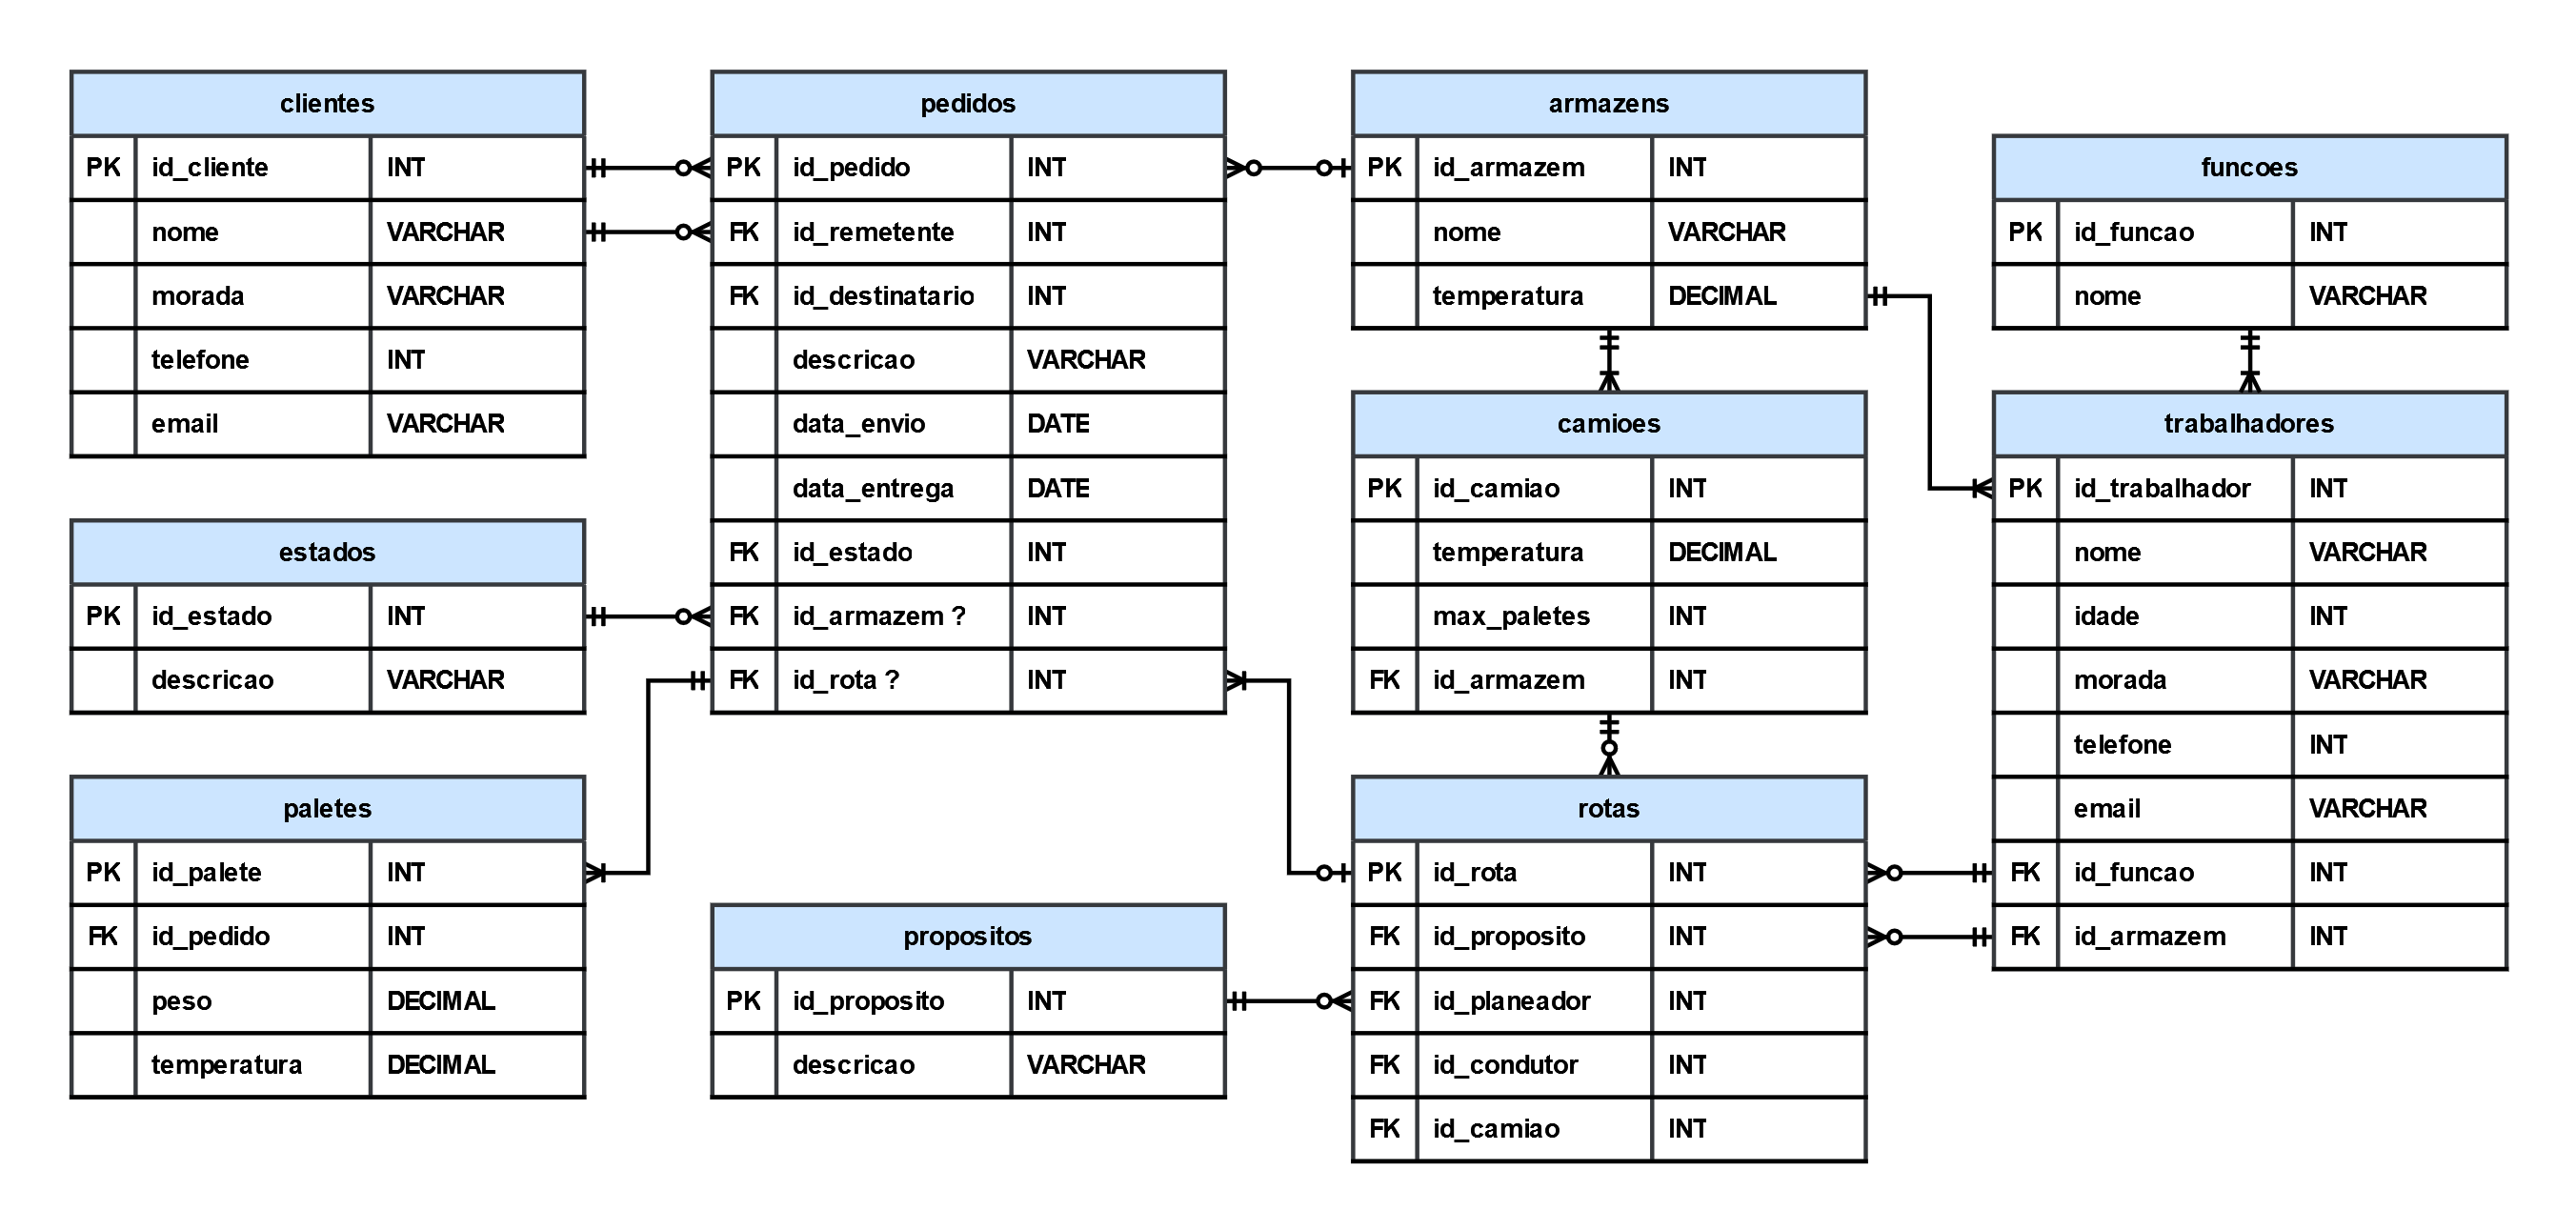 clientes
PK id_cliente INT
nome VARCHAR
morada VARCHAR
telefone INT
email VARCHAR
estados
PK id_estado INT
descricao VARCHAR
paletes
PK id_palete INT
FK id_pedido INT
peso DECIMAL
temperatura DECIMAL
pedidos
PK id_pedido INT
FK id_remetente INT
FK id_destinatario INT
descricao VARCHAR
data_envio DATE
data_entrega DATE
FK id_estado INT
FK id_armazem ? INT
FK id_rota ? INT
propositos
PK id_proposito INT
descricao VARCHAR
armazens
PK id_armazem INT
nome VARCHAR
temperatura DECIMAL
camioes
PK id_camiao INT
temperatura DECIMAL
max_paletes INT
FK id_armazem INT
rotas
PK id_rota INT
FK id_proposito INT
FK id_planeador INT
FK id_condutor INT
FK id_camiao INT
funcoes
PK id_funcao INT
nome VARCHAR
trabalhadores
PK id_trabalhador INT
nome VARCHAR
idade INT
morada VARCHAR
telefone INT
email VARCHAR
FK id_funcao INT
FK id_armazem INT